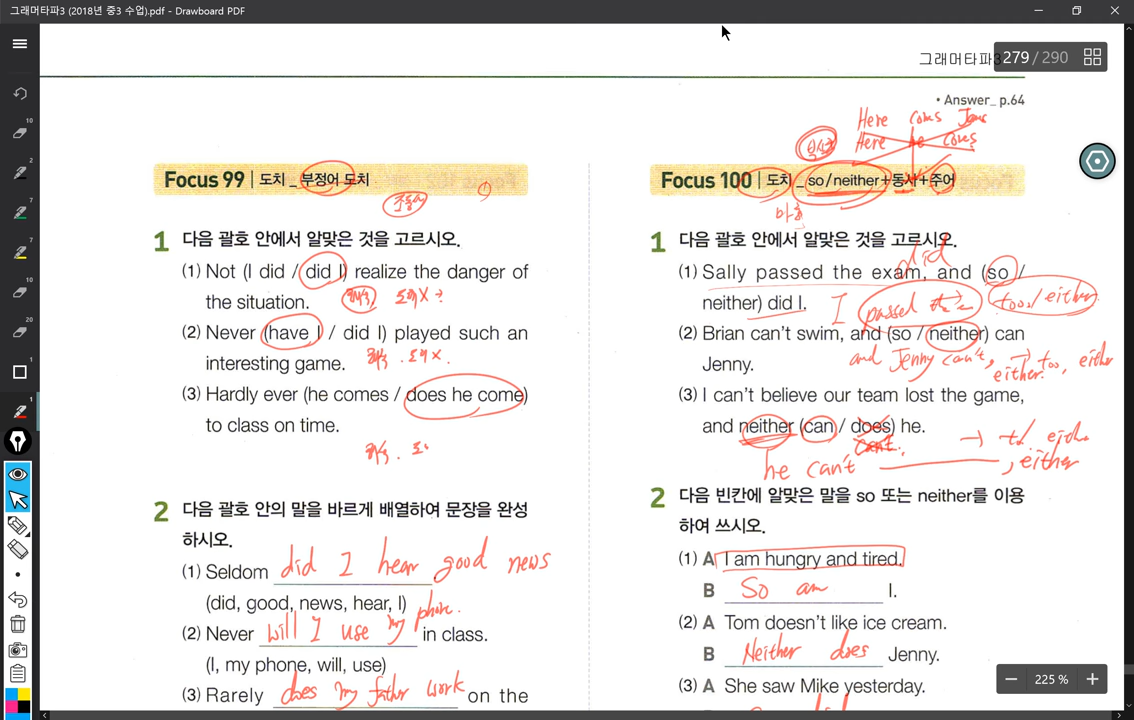 그래머타파3 (2018년 중3 수업).pdf - Drawboard PDF
그래머타파3
279 / 290
• Answer_ p.64
Here comes
Here he comes
Focus 99 | 도치 _ 부정어 도치
주동주
1 다음 괄호 안에서 알맞은 것을 고르시오.
(1) Not (I did / did I) realize the danger of
the situation.
(2) Never (have I / did I) played such an
interesting game.
(3) Hardly ever (he comes / does he come)
to class on time.
2 다음 괄호 안의 말을 바르게 배열하여 문장을 완성
하시오.
(1) Seldom did I hear good news
(did, good, news, hear, I)
(2) Never will I use my phone. in class.
(I, my phone, will, use)
(3) Rarely does my father work on the
Focus 100 | 도치 _ so / neither + 동사 + 주어
1 다음 괄호 안에서 알맞은 것을 고르시오.
did
(1) Sally passed the exam, and (so /
neither) did I. I passed the too / either
(2) Brian can't swim, and (so / neither) can
Jenny. and Jenny can't, either. → too, either
(3) I can't believe our team lost the game,
and neither (can / does) he.
can't
he can't , either
2 다음 빈칸에 알맞은 말을 so 또는 neither를 이용
하여 쓰시오.
(1) A I am hungry and tired.
B So am I.
(2) A Tom doesn't like ice cream.
B Neither does Jenny.
(3) A She saw Mike yesterday.
225 %